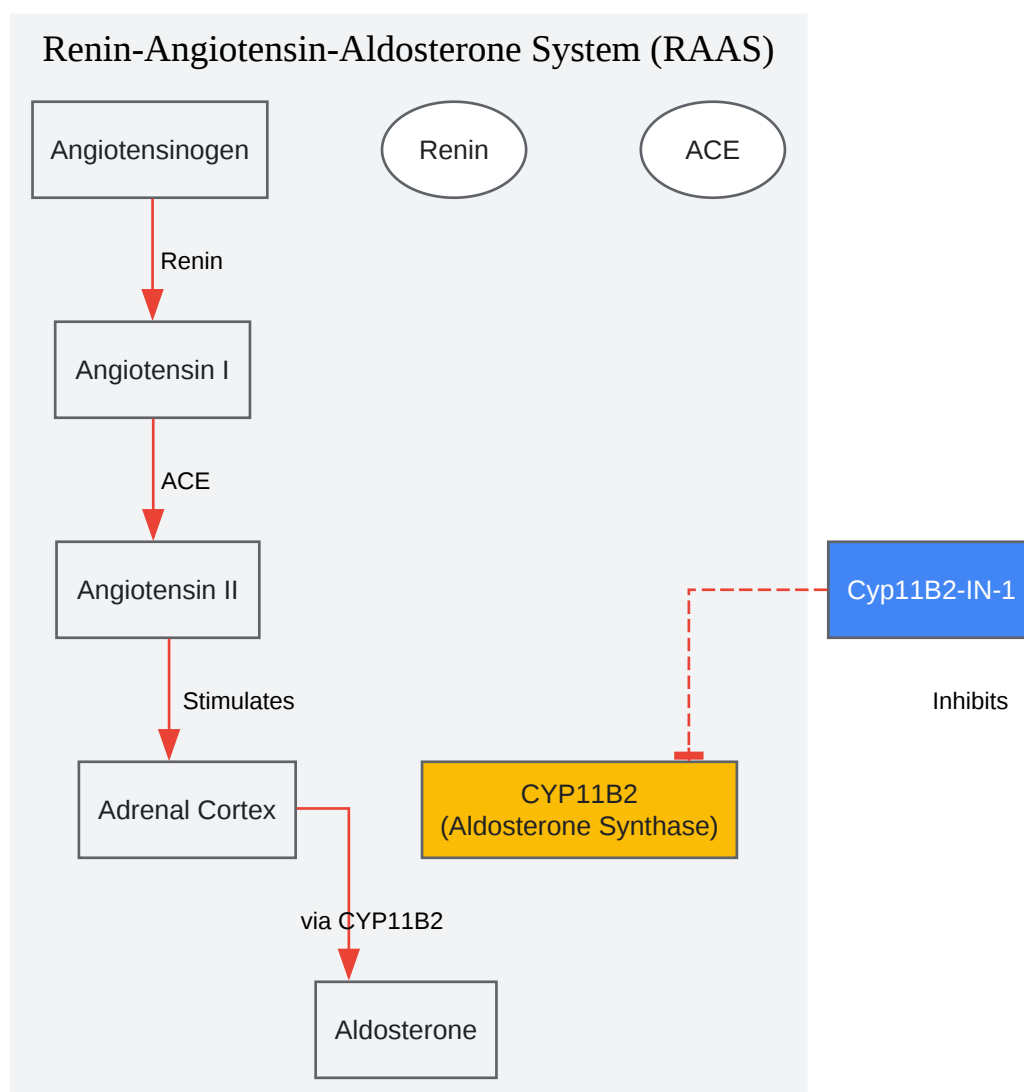 Renin-Angiotensin-Aldosterone System (RAAS)
Angiotensinogen
Renin
ACE
Renin
Angiotensin I
ACE
Angiotensin II
Cyp11B2-IN-1
Stimulates
Inhibits
Adrenal Cortex
CYP11B2
(Aldosterone Synthase)
via CYP11B2
Aldosterone